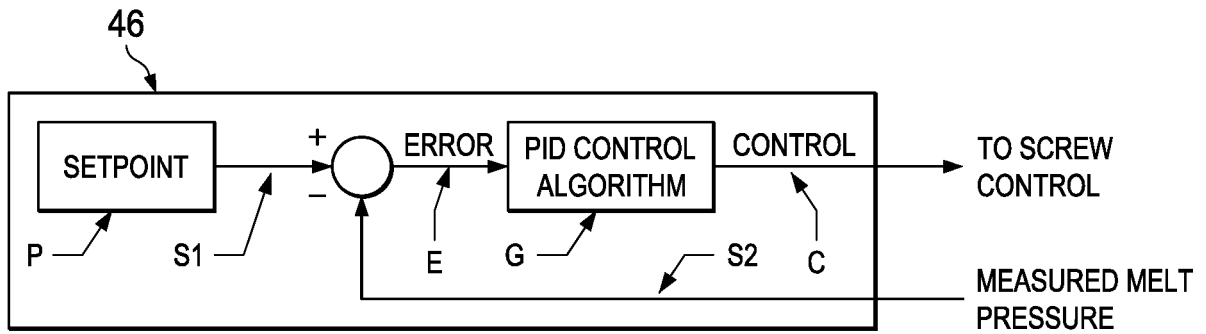 46
SETPOINT
+
−
ERROR
PID CONTROL
ALGORITHM
CONTROL
TO SCREW
CONTROL
P
S1
E
G
S2
C
MEASURED MELT
PRESSURE